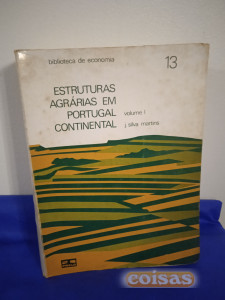 biblioteca de economia 13
ESTRUTURAS
AGRÁRIAS EM
PORTUGAL volume I
CONTINENTAL j. silva martins
coisas